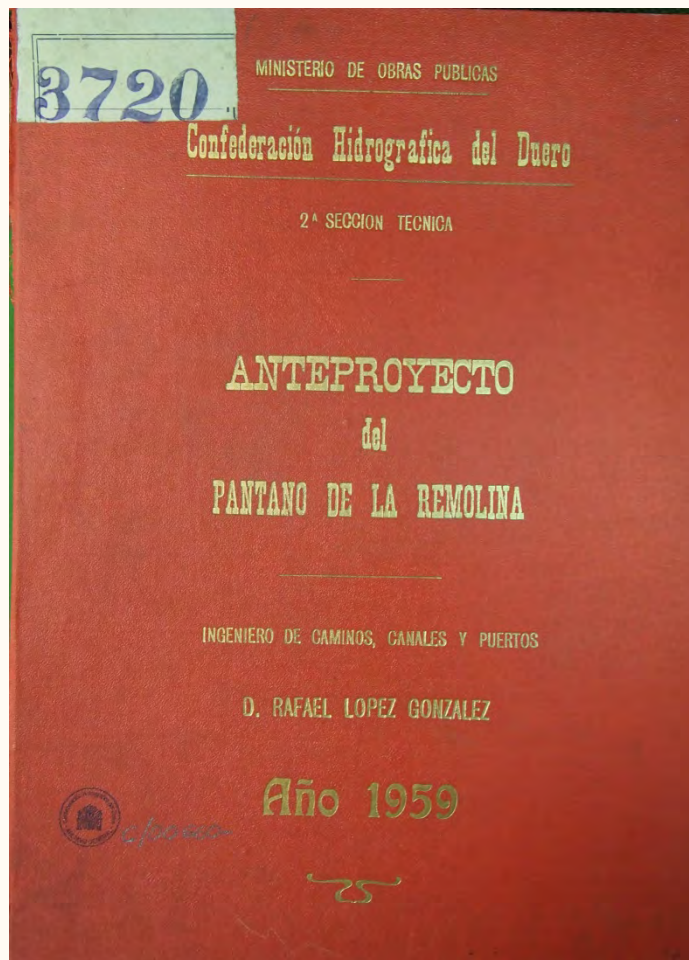 3720
MINISTERIO DE OBRAS PUBLICAS
Confederación Hidrografica del Duero
2ª SECCION TECNICA
ANTEPROYECTO
del
PANTANO DE LA REMOLINA
INGENIERO DE CAMINOS, CANALES Y PUERTOS
D. RAFAEL LOPEZ GONZALEZ
Año 1959